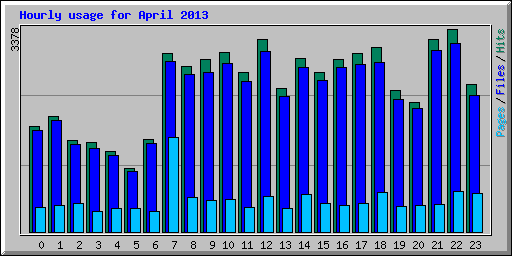 Hourly usage for April 2013
3378
Pages/Files/Hits
0 1 2 3 4 5 6 7 8 9 10 11 12 13 14 15 16 17 18 19 20 21 22 23